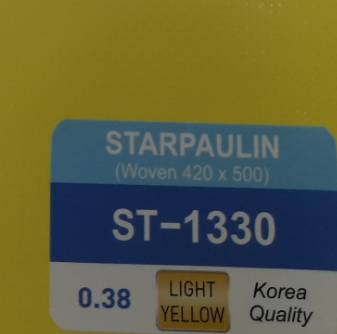 STARPAULIN
(Woven 420 x 500)
ST-1330
0.38
LIGHT
YELLOW
Korea
Quality